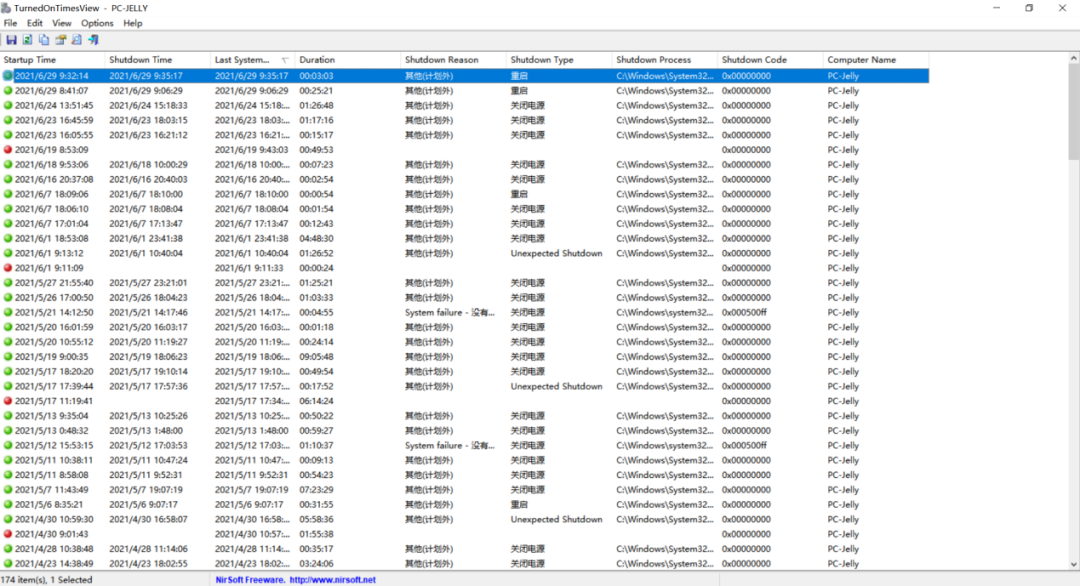 TurnedOnTimesView - PC-JELLY
File Edit View Options Help
Startup Time Shutdown Time Last System... Duration Shutdown Reason Shutdown Type Shutdown Process Shutdown Code Computer Name
2021/6/29 9:32:14 2021/6/29 9:35:17 2021/6/29 9:35:17 00:03:03 其他(计划外) 重启 C:\Windows\System32... 0x00000000 PC-Jelly
2021/6/29 8:41:07 2021/6/29 9:06:29 2021/6/29 9:06:29 00:25:21 其他(计划外) 重启 C:\Windows\System32... 0x00000000 PC-Jelly
2021/6/24 13:51:45 2021/6/24 15:18:33 2021/6/24 15:18:... 01:26:48 其他(计划外) 关闭电源 C:\Windows\System32... 0x00000000 PC-Jelly
2021/6/23 16:45:59 2021/6/23 18:03:15 2021/6/23 18:03:... 01:17:16 其他(计划外) 关闭电源 C:\Windows\System32... 0x00000000 PC-Jelly
2021/6/23 16:05:55 2021/6/23 16:21:12 2021/6/23 16:21:... 00:15:17 其他(计划外) 关闭电源 C:\Windows\System32... 0x00000000 PC-Jelly
2021/6/19 8:53:09 2021/6/19 9:43:03 00:49:53 0x00000000 PC-Jelly
2021/6/18 9:53:06 2021/6/18 10:00:29 2021/6/18 10:00:... 00:07:23 其他(计划外) 关闭电源 C:\Windows\System32... 0x00000000 PC-Jelly
2021/6/16 20:37:08 2021/6/16 20:40:03 2021/6/16 20:40:... 00:02:54 其他(计划外) 关闭电源 C:\Windows\System32... 0x00000000 PC-Jelly
2021/6/7 18:09:06 2021/6/7 18:10:00 2021/6/7 18:10:00 00:00:54 其他(计划外) 重启 C:\Windows\System32... 0x00000000 PC-Jelly
2021/6/7 18:06:10 2021/6/7 18:08:04 2021/6/7 18:08:04 00:01:54 其他(计划外) 关闭电源 C:\Windows\System32... 0x00000000 PC-Jelly
2021/6/7 17:01:04 2021/6/7 17:13:47 2021/6/7 17:13:47 00:12:43 其他(计划外) 关闭电源 C:\Windows\System32... 0x00000000 PC-Jelly
2021/6/1 18:53:08 2021/6/1 23:41:38 2021/6/1 23:41:38 04:48:30 其他(计划外) 关闭电源 C:\Windows\System32... 0x00000000 PC-Jelly
2021/6/1 9:13:12 2021/6/1 10:40:04 2021/6/1 10:40:04 01:26:52 其他(计划外) Unexpected Shutdown C:\Windows\System32... 0x00000000 PC-Jelly
2021/6/1 9:11:09 2021/6/1 9:11:33 00:00:24 0x00000000 PC-Jelly
2021/5/27 21:55:40 2021/5/27 23:21:01 2021/5/27 23:21:... 01:25:21 其他(计划外) 关闭电源 C:\Windows\System32... 0x00000000 PC-Jelly
2021/5/26 17:00:50 2021/5/26 18:04:23 2021/5/26 18:04:... 01:03:33 其他(计划外) 关闭电源 C:\Windows\System32... 0x00000000 PC-Jelly
2021/5/21 14:12:50 2021/5/21 14:17:46 2021/5/21 14:17:... 00:04:55 System failure - 没有... 关闭电源 C:\Windows\System32... 0x000500ff PC-Jelly
2021/5/20 16:01:59 2021/5/20 16:03:17 2021/5/20 16:03:... 00:01:18 其他(计划外) 关闭电源 C:\Windows\System32... 0x00000000 PC-Jelly
2021/5/20 10:55:12 2021/5/20 11:19:27 2021/5/20 11:19:... 00:24:14 其他(计划外) 关闭电源 C:\Windows\System32... 0x00000000 PC-Jelly
2021/5/19 9:00:35 2021/5/19 18:06:23 2021/5/19 18:06:... 09:05:48 其他(计划外) 关闭电源 C:\Windows\System32... 0x00000000 PC-Jelly
2021/5/17 18:20:20 2021/5/17 19:10:14 2021/5/17 19:10:... 00:49:54 其他(计划外) 关闭电源 C:\Windows\System32... 0x00000000 PC-Jelly
2021/5/17 17:39:44 2021/5/17 17:57:36 2021/5/17 17:57:... 00:17:52 其他(计划外) Unexpected Shutdown C:\Windows\System32... 0x00000000 PC-Jelly
2021/5/17 11:19:41 2021/5/17 17:34:... 06:14:24 0x00000000 PC-Jelly
2021/5/13 9:35:04 2021/5/13 10:25:26 2021/5/13 10:25:... 00:50:22 其他(计划外) 关闭电源 C:\Windows\System32... 0x00000000 PC-Jelly
2021/5/13 0:48:32 2021/5/13 1:48:00 2021/5/13 1:48:00 00:59:27 其他(计划外) 关闭电源 C:\Windows\System32... 0x00000000 PC-Jelly
2021/5/12 15:53:15 2021/5/12 17:03:53 2021/5/12 17:03:... 01:10:37 System failure - 没有... 关闭电源 C:\Windows\system32... 0x000500ff PC-Jelly
2021/5/11 10:38:11 2021/5/11 10:47:24 2021/5/11 10:47:... 00:09:13 其他(计划外) 关闭电源 C:\Windows\System32... 0x00000000 PC-Jelly
2021/5/11 8:58:08 2021/5/11 9:52:31 2021/5/11 9:52:31 00:54:23 其他(计划外) 关闭电源 C:\Windows\System32... 0x00000000 PC-Jelly
2021/5/7 11:43:49 2021/5/7 19:07:19 2021/5/7 19:07:19 07:23:29 其他(计划外) 关闭电源 C:\Windows\System32... 0x00000000 PC-Jelly
2021/5/6 8:35:21 2021/5/6 9:07:17 2021/5/6 9:07:17 00:31:55 其他(计划外) 重启 C:\Windows\System32... 0x00000000 PC-Jelly
2021/4/30 10:59:30 2021/4/30 16:58:07 2021/4/30 16:58:... 05:58:36 其他(计划外) Unexpected Shutdown C:\Windows\System32... 0x00000000 PC-Jelly
2021/4/30 9:01:43 2021/4/30 10:57:... 01:55:38 0x00000000 PC-Jelly
2021/4/28 10:38:48 2021/4/28 11:14:06 2021/4/28 11:14:... 00:35:17 其他(计划外) 关闭电源 C:\Windows\System32... 0x00000000 PC-Jelly
2021/4/23 14:38:49 2021/4/23 18:02:55 2021/4/23 18:02:... 03:24:06 其他(计划外) 关闭电源 C:\Windows\System32... 0x00000000 PC-Jelly
174 item(s), 1 Selected NirSoft Freeware. http://www.nirsoft.net